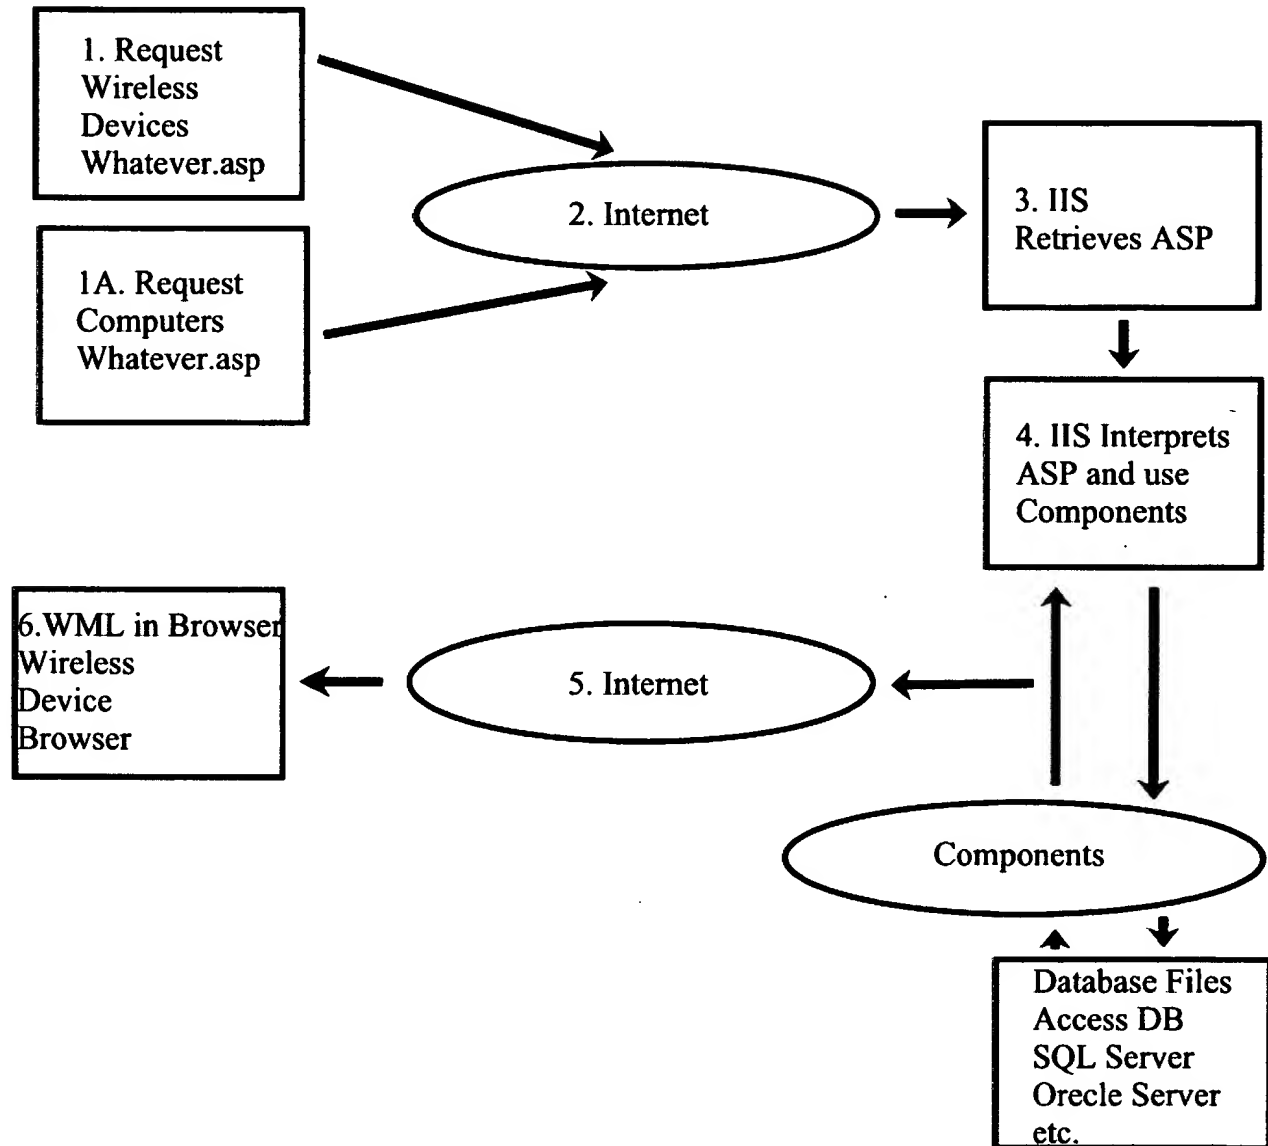 1. Request
Wireless
Devices
Whatever.asp
1A. Request
Computers
Whatever.asp
2. Internet
3. IIS
Retrieves ASP
4. IIS Interprets
ASP and use
Components
6.WML in Browser
Wireless
Device
Browser
5. Internet
Components
Database Files
Access DB
SQL Server
Orecle Server
etc.